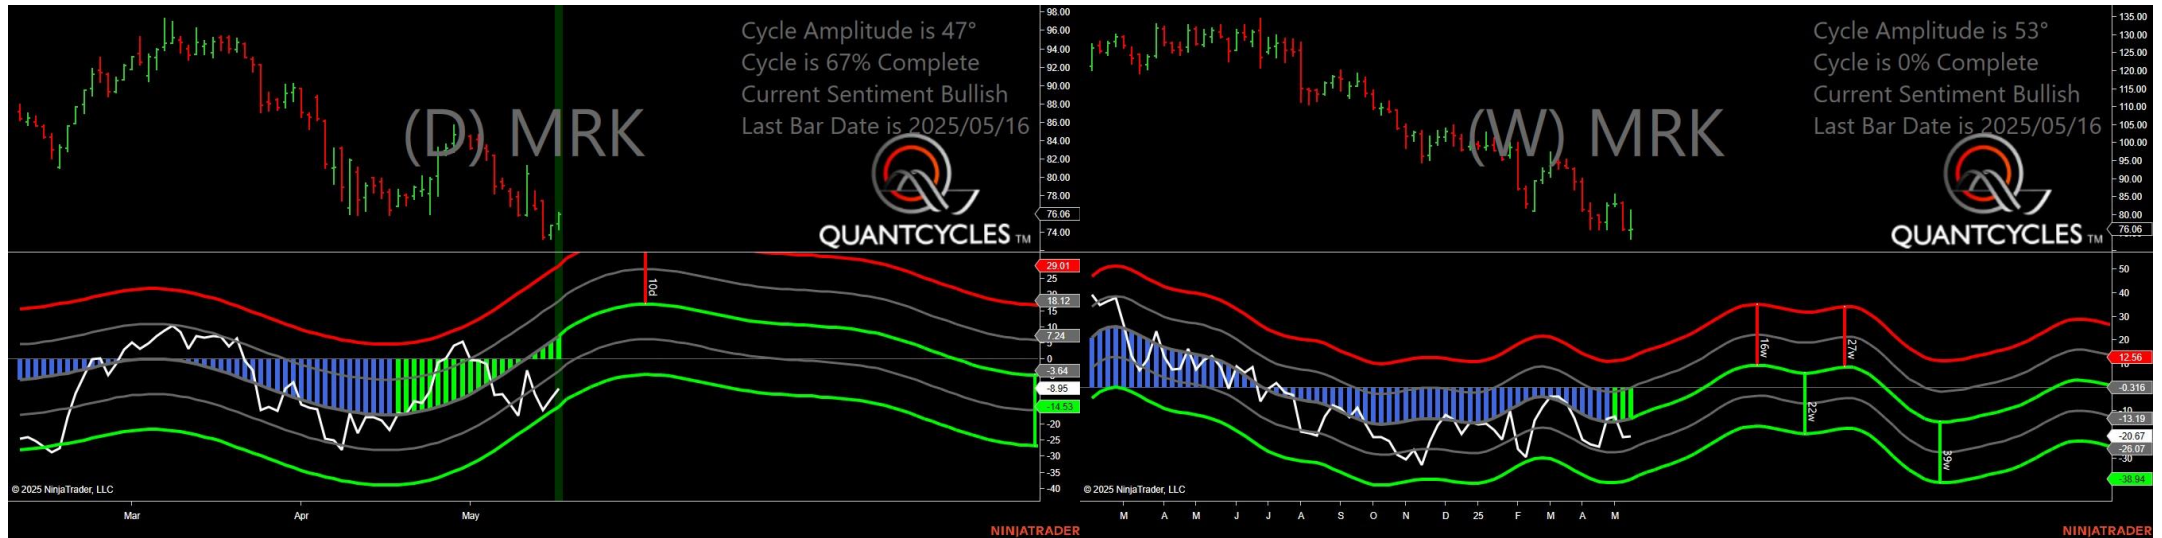 Cycle Amplitude is 47°
Cycle is 67% Complete
Current Sentiment Bullish
Last Bar Date is 2025/05/16
(D) MRK
QUANTCYCLES TM
98.00
96.00
94.00
92.00
90.00
88.00
86.00
84.00
82.00
80.00
78.00
76.06
74.00
10d
29.01
25
18.12
15
10
7.24
0
-3.64
-8.95
-14.53
-20
-25
-30
-35
-40
© 2025 NinjaTrader, LLC
Mar
Apr
May
NINJATRADER
Cycle Amplitude is 53°
Cycle is 0% Complete
Current Sentiment Bullish
Last Bar Date is 2025/05/16
(W) MRK
QUANTCYCLES TM
135.00
130.00
125.00
120.00
115.00
110.00
105.00
100.00
95.00
90.00
85.00
80.00
76.06
16w
27w
22w
39w
50
40
30
20
12.56
-0.316
-13.19
-20.67
-26.07
-30
-38.94
© 2025 NinjaTrader, LLC
M
A
M
J
J
A
S
O
N
D
25
F
M
A
M
NINJATRADER